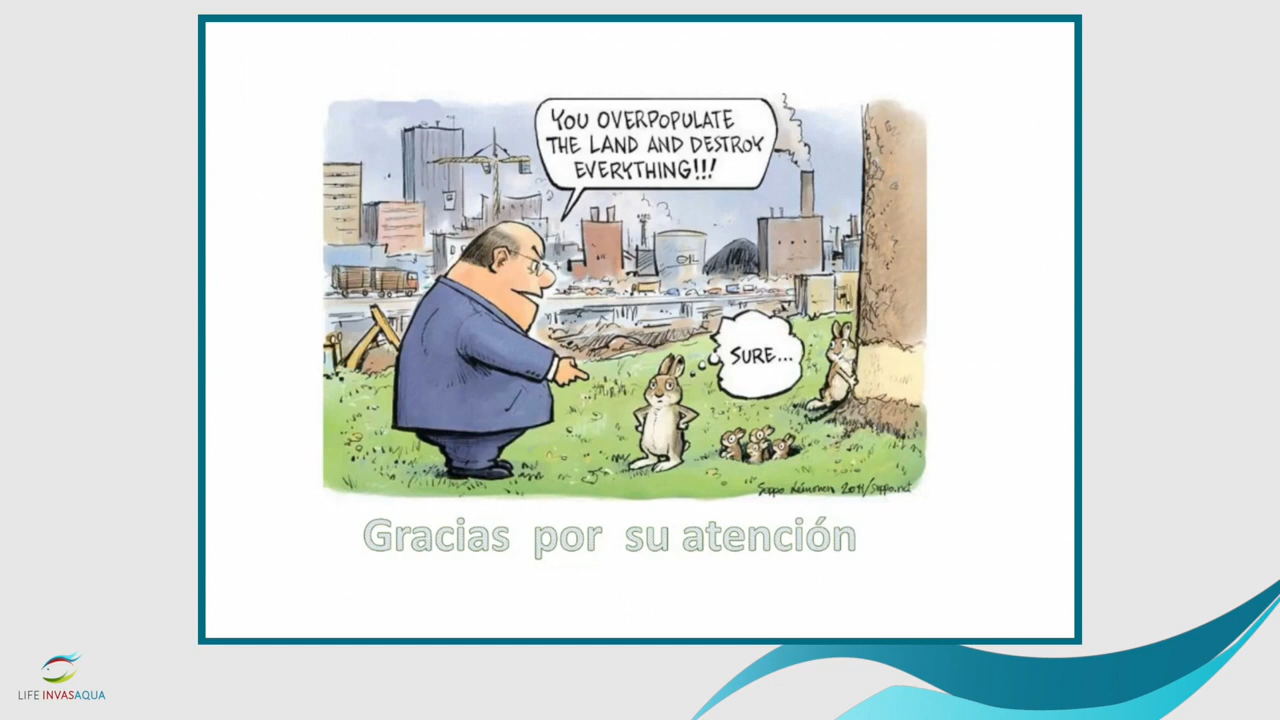 YOU OVERPOPULATE
THE LAND AND DESTROY
EVERYTHING!!!
OIL
SURE...
Seppo Leinonen 2011/seppo.net
Gracias por su atención
LIFE INVASAQUA